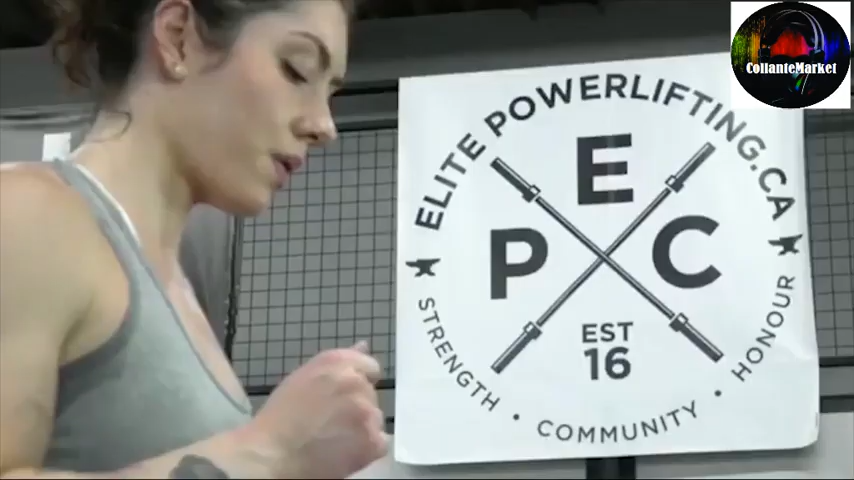 CollanteMarket
ELITE POWERLIFTING.CA
E
P C
EST
16
STRENGTH • COMMUNITY • HONOUR